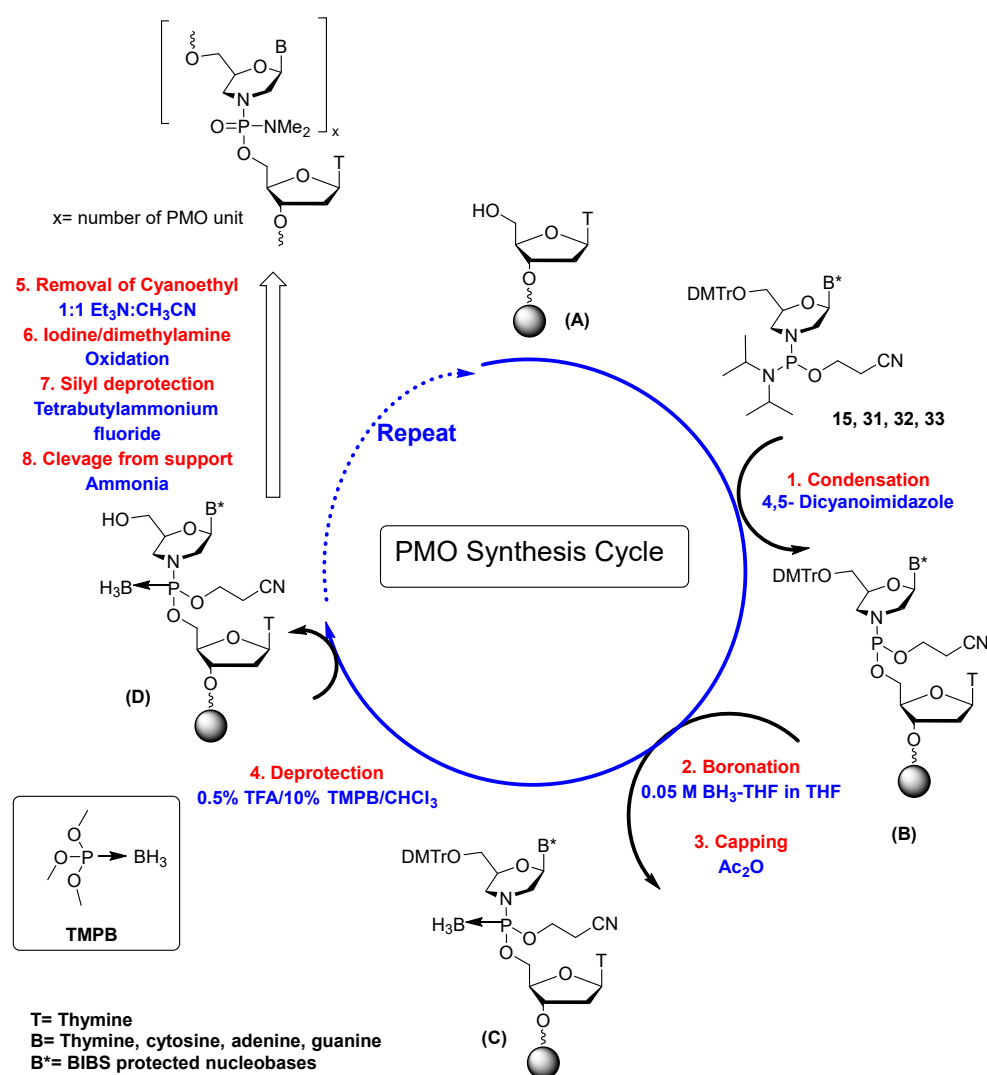 B
O
O
N
O=P—NMe2
x
O
O
T
O
x= number of PMO unit
HO
O
T
O
(A)
B*
DMTrO
O
N
P
N
O
CN
15, 31, 32, 33
5. Removal of Cyanoethyl
1:1 Et3N:CH3CN
6. Iodine/dimethylamine
Oxidation
7. Silyl deprotection
Tetrabutylammonium
fluoride
8. Clevage from support
Ammonia
Repeat
1. Condensation
4,5- Dicyanoimidazole
PMO Synthesis Cycle
B*
HO
O
N
H3B
P
O
CN
O
O
T
O
(D)
B*
DMTrO
O
N
P
O
CN
O
O
T
O
(B)
4. Deprotection
0.5% TFA/10% TMPB/CHCl3
2. Boronation
0.05 M BH3-THF in THF
3. Capping
Ac2O
O
O
P
BH3
O
TMPB
B*
DMTrO
O
N
H3B
P
O
CN
O
O
T
O
(C)
T= Thymine
B= Thymine, cytosine, adenine, guanine
B*= BIBS protected nucleobases